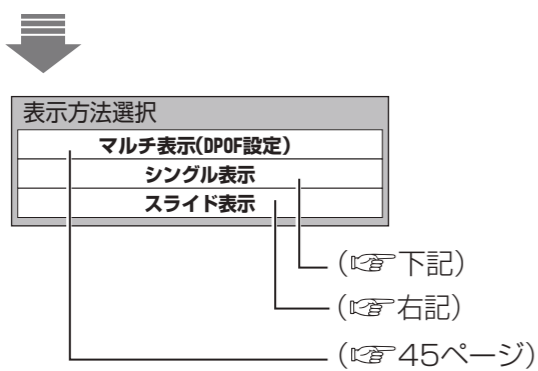 表示方法選択
マルチ表示(DPOF設定)
シングル表示
スライド表示
(☞下記)
(☞右記)
(☞45ページ)